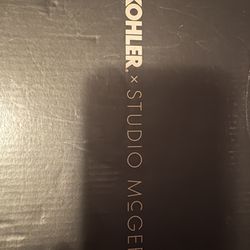 KOHLER. × STUDIO MCGE